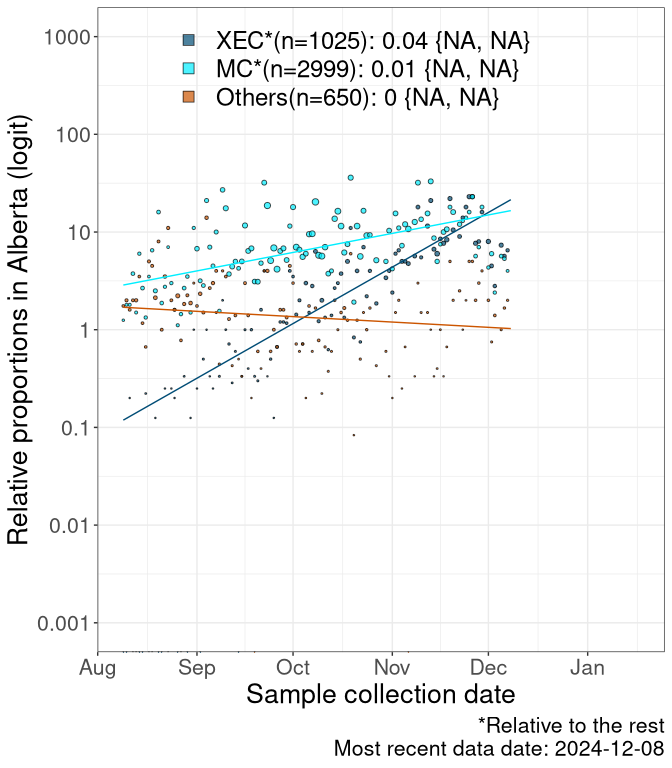 XEC*(n=1025): 0.04 {NA, NA}
MC*(n=2999): 0.01 {NA, NA}
Others(n=650): 0 {NA, NA}
Relative proportions in Alberta (logit)
1000
100
10
1
0.1
0.01
0.001
Aug Sep Oct Nov Dec Jan
Sample collection date
*Relative to the rest
Most recent data date: 2024-12-08